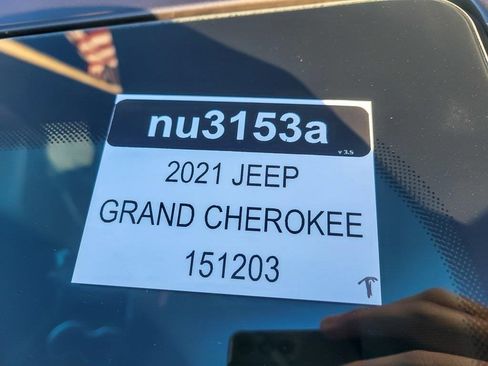 nu3153a
v 3.5
2021 JEEP
GRAND CHEROKEE
151203
T